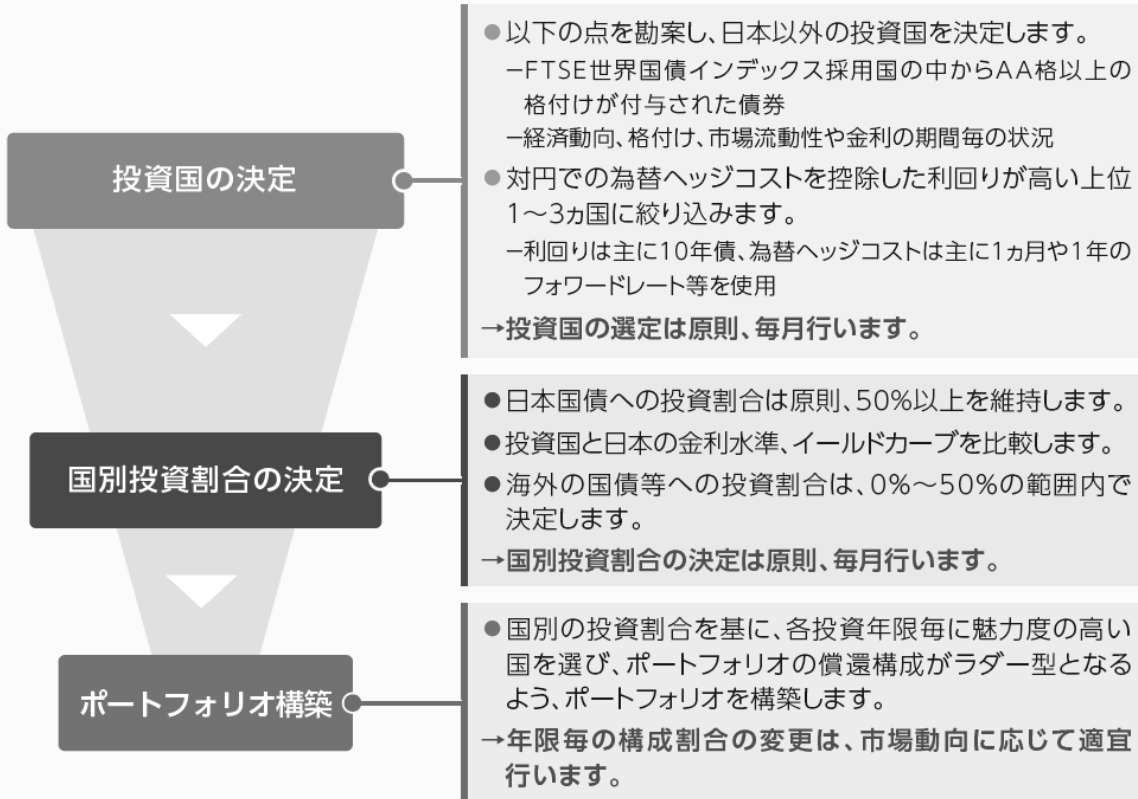 投資国の決定
●以下の点を勘案し、日本以外の投資国を決定します。
−FTSE世界国債インデックス採用国の中からAA格以上の
格付けが付与された債券
−経済動向、格付け、市場流動性や金利の期間毎の状況
●対円での為替ヘッジコストを控除した利回りが高い上位
1〜3ヵ国に絞り込みます。
−利回りは主に10年債、為替ヘッジコストは主に1ヵ月や1年の
フォワードレート等を使用
→投資国の選定は原則、毎月行います。
国別投資割合の決定
●日本国債への投資割合は原則、50%以上を維持します。
●投資国と日本の金利水準、イールドカーブを比較します。
●海外の国債等への投資割合は、0%〜50%の範囲内で
決定します。
→国別投資割合の決定は原則、毎月行います。
ポートフォリオ構築
●国別の投資割合を基に、各投資年限毎に魅力度の高い
国を選び、ポートフォリオの償還構成がラダー型となる
よう、ポートフォリオを構築します。
→年限毎の構成割合の変更は、市場動向に応じて適宜
行います。